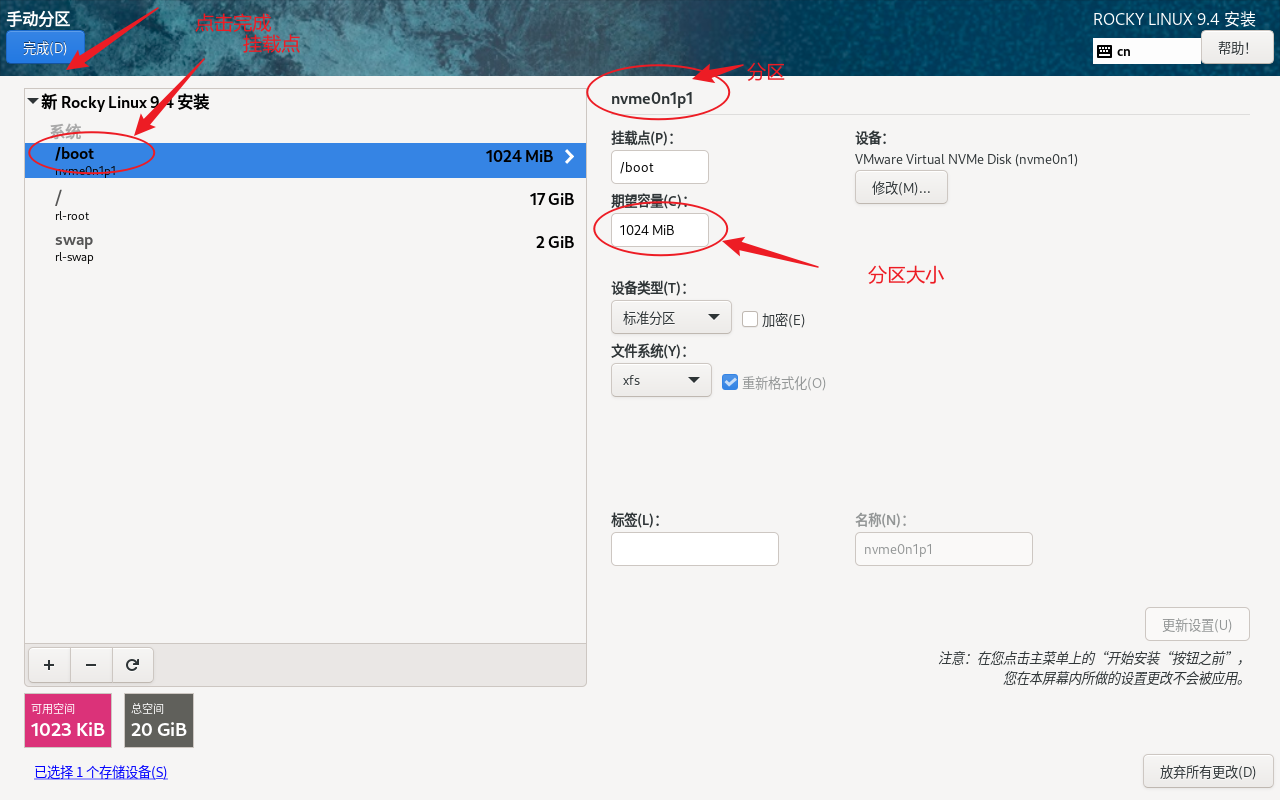 手动分区
完成(D)
点击完成
挂载点
ROCKY LINUX 9.4 安装
cn
帮助！
新 Rocky Linux 9.4 安装
系统
/boot
nvme0n1p1
1024 MiB
/
rl-root
17 GiB
swap
rl-swap
2 GiB
分区
nvme0n1p1
挂载点(P)：
/boot
设备：
VMware Virtual NVMe Disk (nvme0n1)
修改(M)...
期望容量(C)：
1024 MiB
分区大小
设备类型(T)：
标准分区
加密(E)
文件系统(Y)：
xfs
重新格式化(O)
标签(L)：
名称(N)：
nvme0n1p1
更新设置(U)
注意：在您点击主菜单上的“开始安装“按钮之前”，
您在本屏幕内所做的设置更改不会被应用。
可用空间
1023 KiB
总空间
20 GiB
已选择 1 个存储设备(S)
放弃所有更改(D)